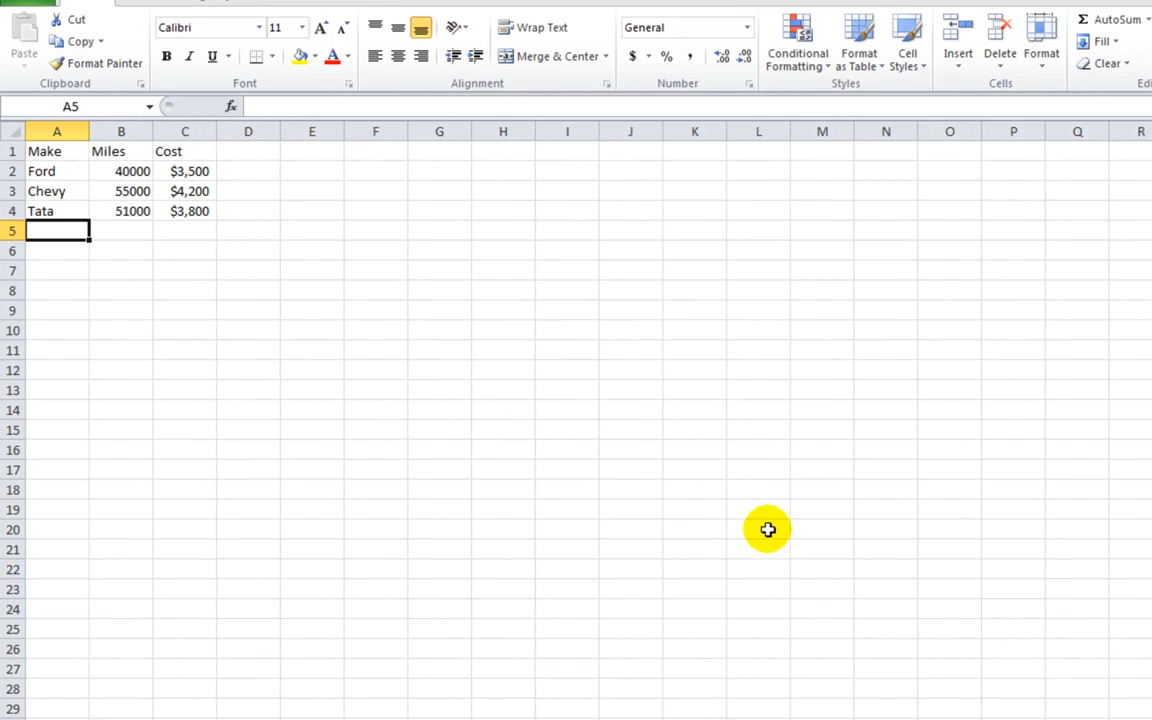 Cut
Copy
Format Painter
Paste
Clipboard
Calibri 11 A A
B I U A
Font
Wrap Text
Merge & Center
Alignment
General
$ % , .00 .00
Number
Conditional Formatting
Format as Table
Cell Styles
Styles
Insert Delete Format
Cells
Σ AutoSum
Fill
Clear
A5 fx
A B C D E F G H I J K L M N O P Q R
1 Make Miles Cost
2 Ford 40000 $3,500
3 Chevy 55000 $4,200
4 Tata 51000 $3,800
5
6
7
8
9
10
11
12
13
14
15
16
17
18
19
20
21
22
23
24
25
26
27
28
29